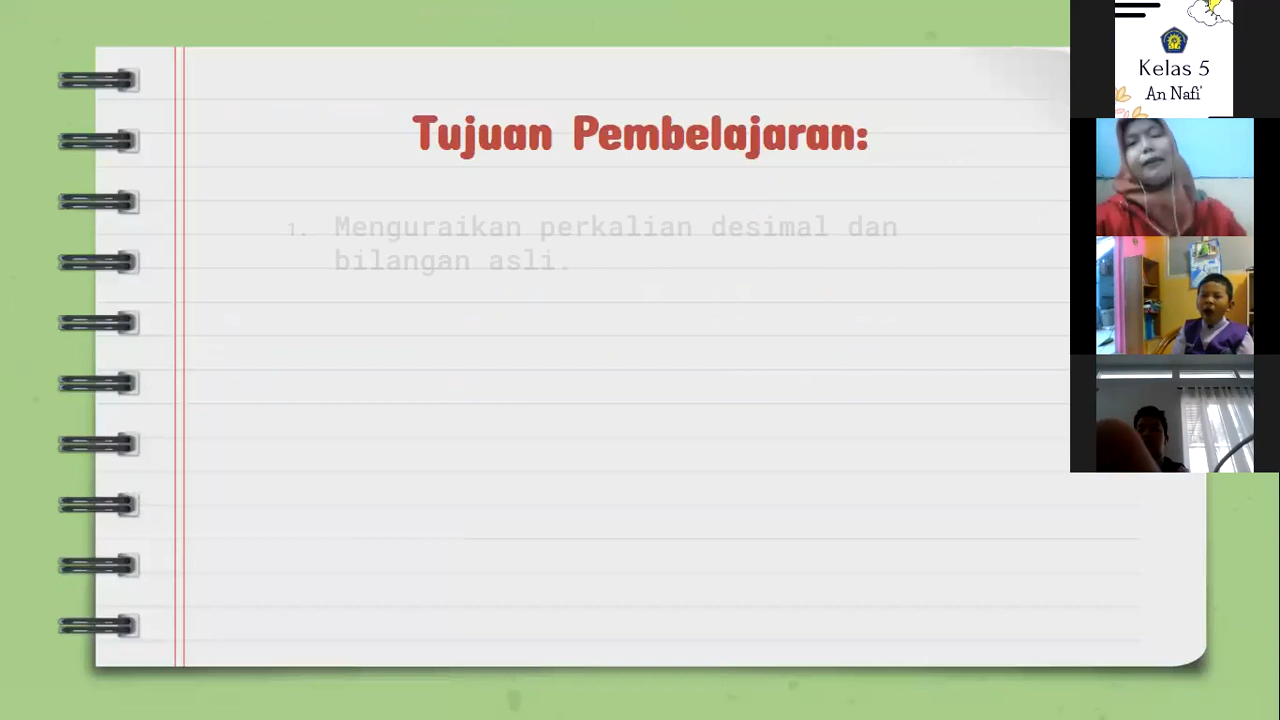 Tujuan Pembelajaran:
1. Menguraikan perkalian desimal dan
bilangan asli.
Kelas 5
An Nafi'